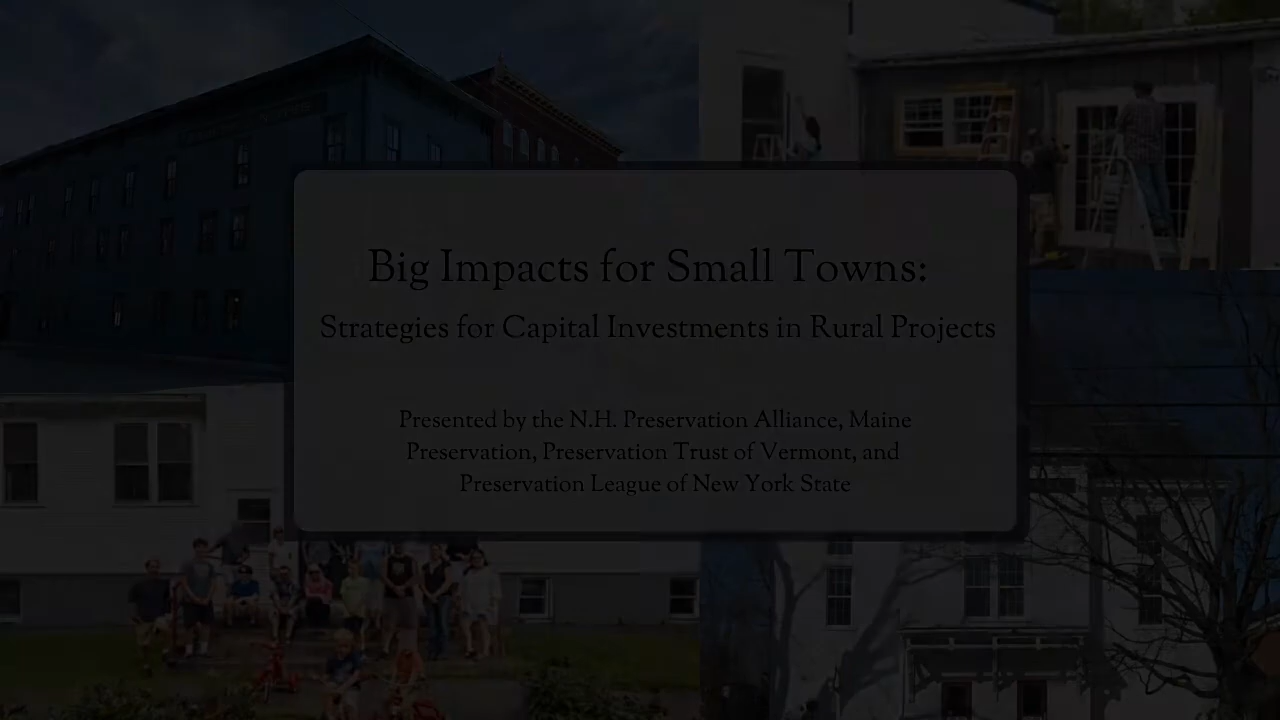 Big Impacts for Small Towns:
Strategies for Capital Investments in Rural Projects
Presented by the N.H. Preservation Alliance, Maine
Preservation, Preservation Trust of Vermont, and
Preservation League of New York State